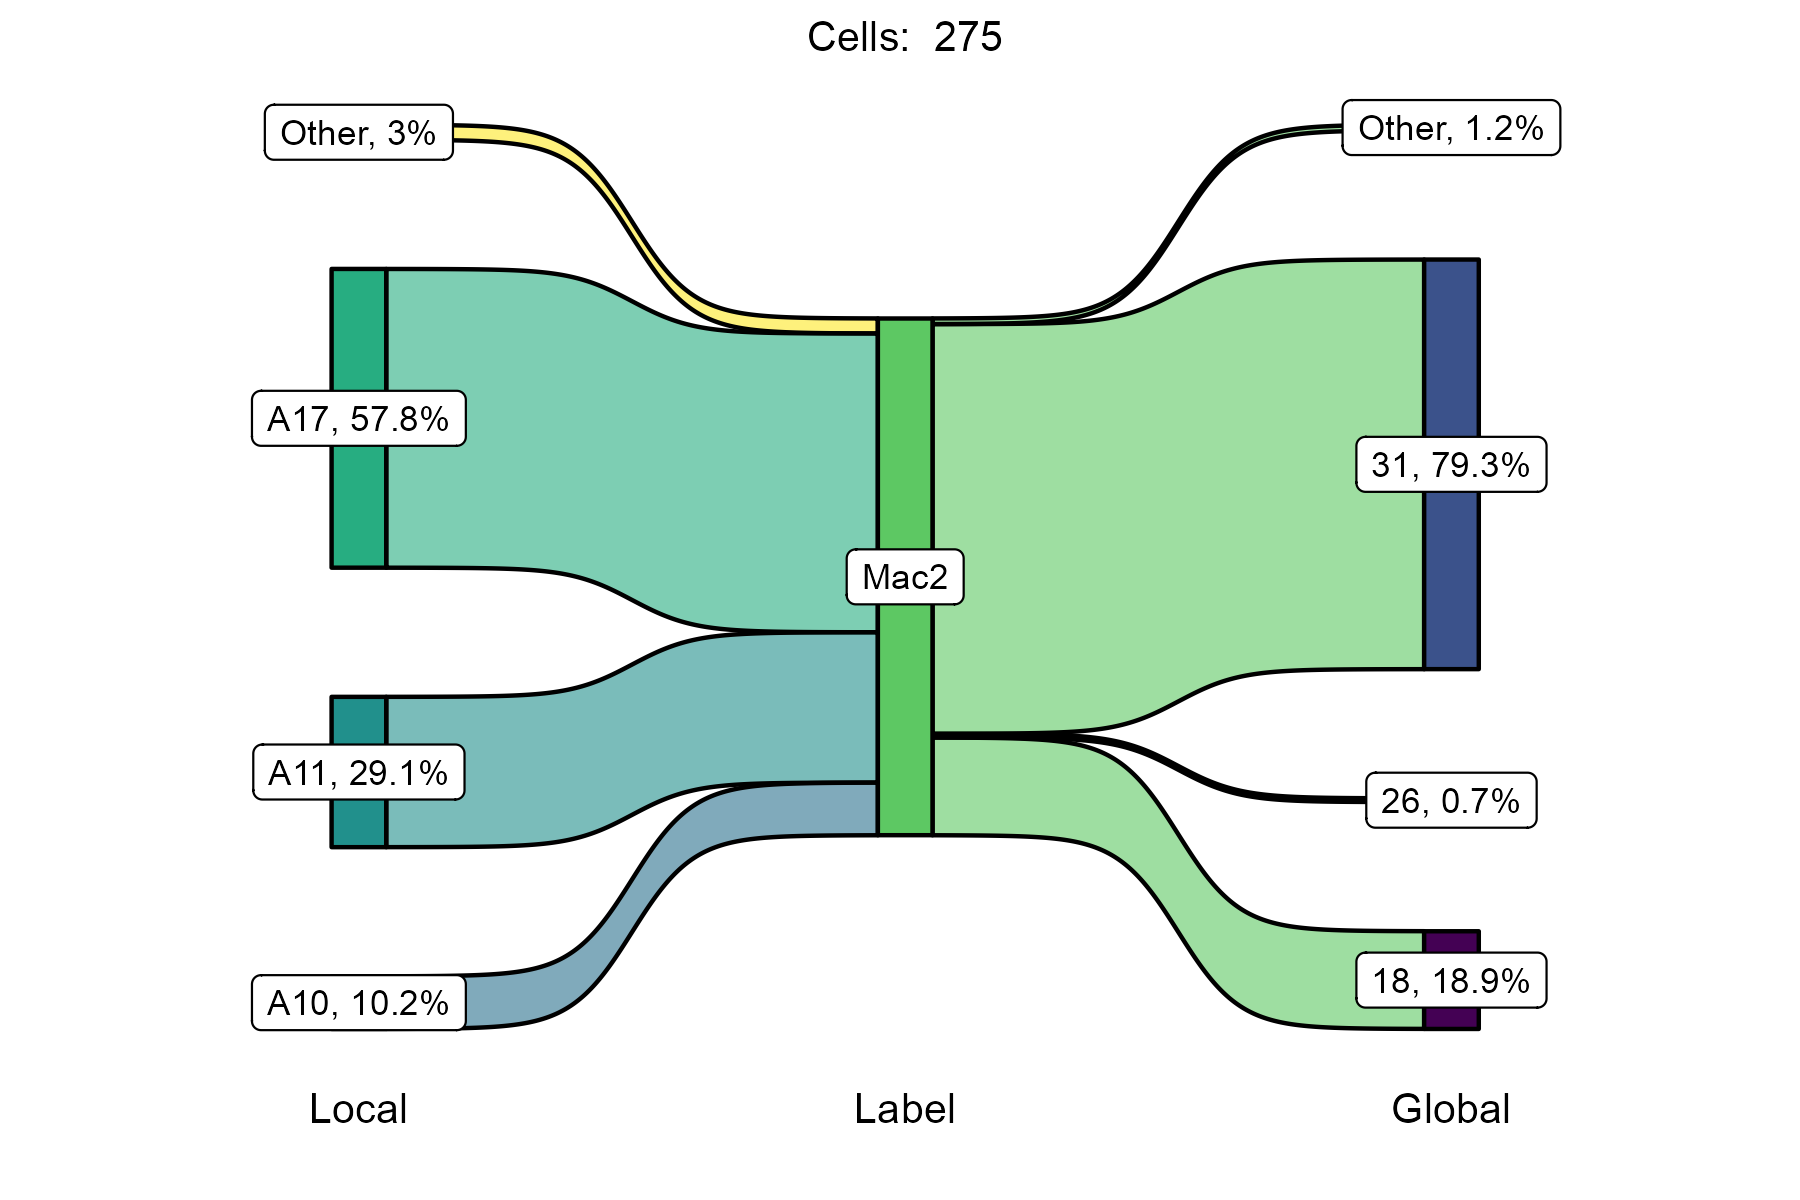 Cells:  275
Other, 3%
Other, 1.2%
A17, 57.8%
31, 79.3%
Mac2
A11, 29.1%
26, 0.7%
A10, 10.2%
18, 18.9%
Local
Label
Global